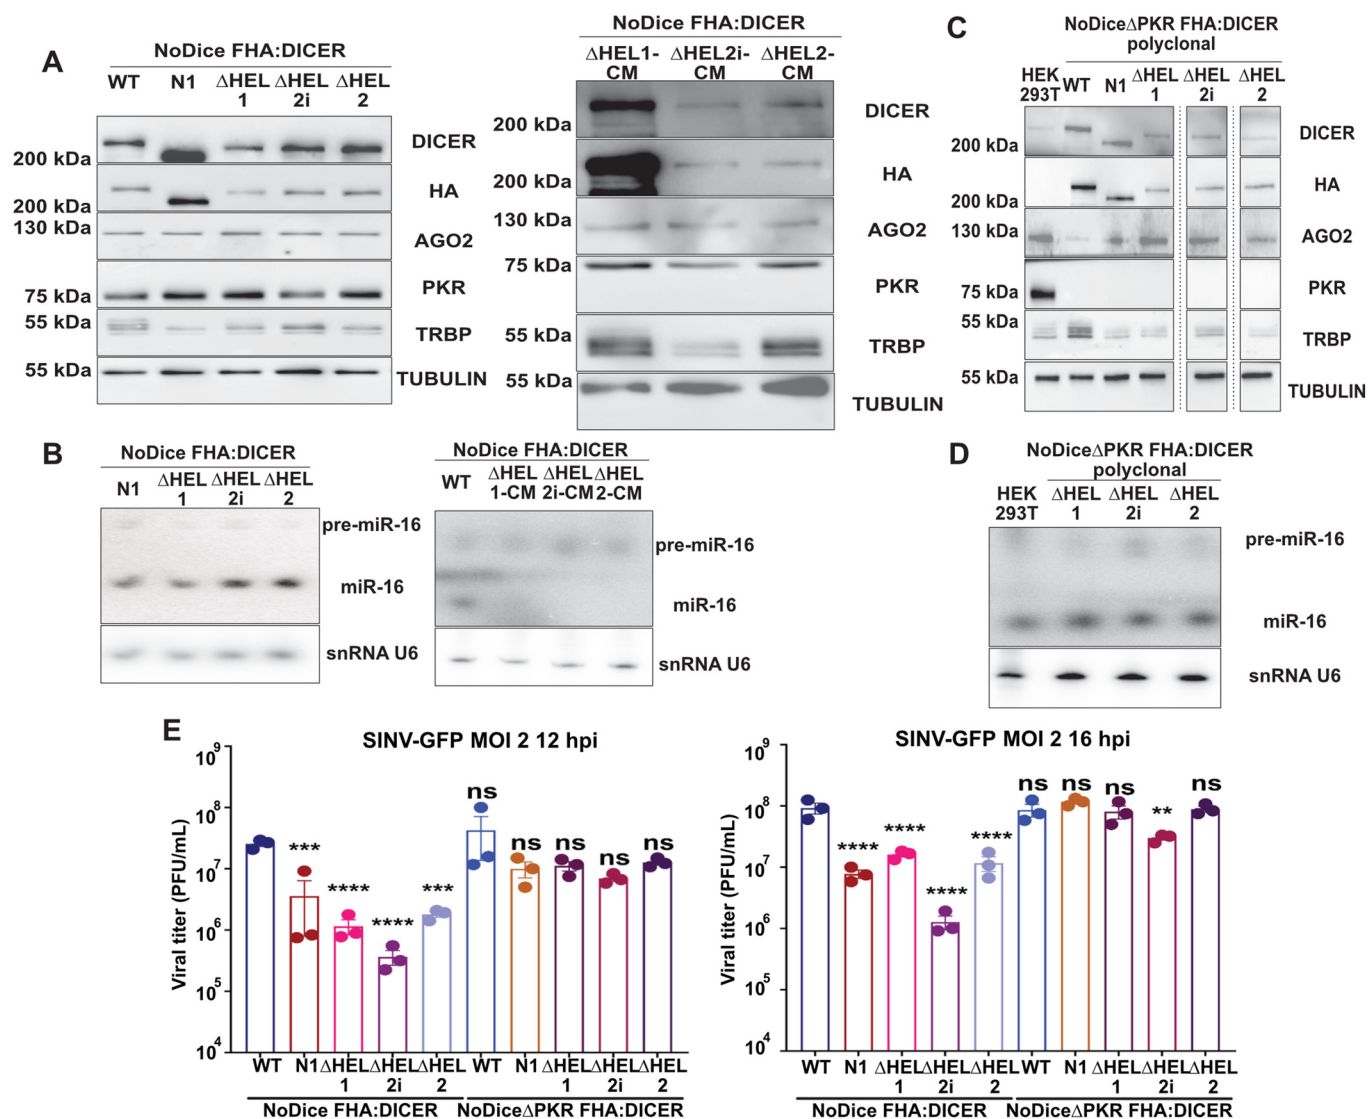 A
NoDice FHA:DICER
WT N1 ΔHEL 1 ΔHEL 2i ΔHEL 2
200 kDa DICER
200 kDa HA
130 kDa AGO2
75 kDa PKR
55 kDa TRBP
55 kDa TUBULIN
NoDice FHA:DICER
ΔHEL1-CM ΔHEL2i-CM ΔHEL2-CM
200 kDa DICER
200 kDa HA
130 kDa AGO2
75 kDa PKR
55 kDa TRBP
55 kDa TUBULIN
C
NoDiceΔPKR FHA:DICER
polyclonal
HEK 293T WT N1 ΔHEL 1 ΔHEL 2i ΔHEL 2
200 kDa DICER
200 kDa HA
130 kDa AGO2
75 kDa PKR
55 kDa TRBP
55 kDa TUBULIN
B
NoDice FHA:DICER
N1 ΔHEL 1 ΔHEL 2i ΔHEL 2
pre-miR-16
miR-16
snRNA U6
NoDice FHA:DICER
WT ΔHEL 1-CM ΔHEL 2i-CM ΔHEL 2-CM
pre-miR-16
miR-16
snRNA U6
D
NoDiceΔPKR FHA:DICER
polyclonal
HEK 293T ΔHEL 1 ΔHEL 2i ΔHEL 2
pre-miR-16
miR-16
snRNA U6
E
SINV-GFP MOI 2 12 hpi
Viral titer (PFU/mL)
10⁹
10⁸
10⁷
10⁶
10⁵
10⁴
*** **** **** *** ns ns ns ns ns
WT N1 ΔHEL 1 ΔHEL 2i ΔHEL 2 WT N1 ΔHEL 1 ΔHEL 2i ΔHEL 2
NoDice FHA:DICER NoDiceΔPKR FHA:DICER
SINV-GFP MOI 2 16 hpi
Viral titer (PFU/mL)
10⁹
10⁸
10⁷
10⁶
10⁵
10⁴
**** **** **** **** ns ns ns ** ns
WT N1 ΔHEL 1 ΔHEL 2i ΔHEL 2 WT N1 ΔHEL 1 ΔHEL 2i ΔHEL 2
NoDice FHA:DICER NoDiceΔPKR FHA:DICER